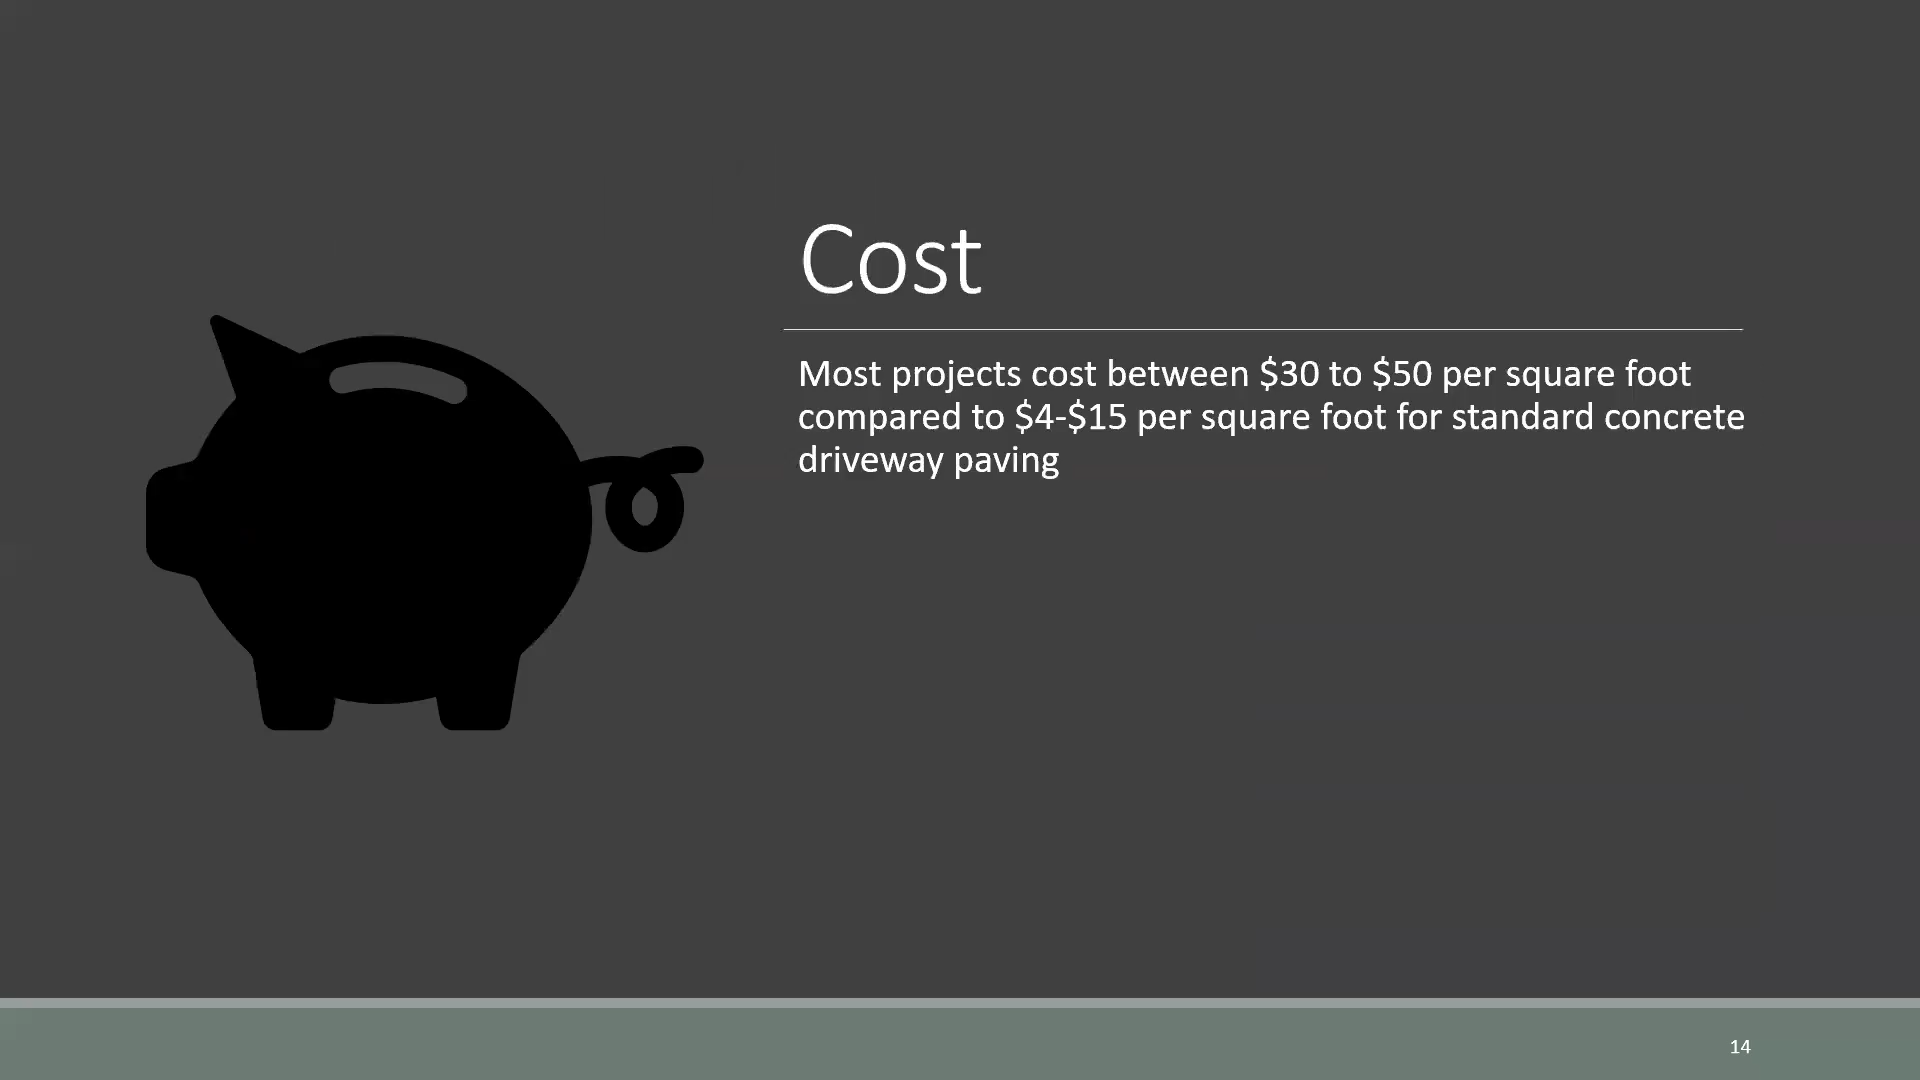 Cost
Most projects cost between $30 to $50 per square foot
compared to $4-$15 per square foot for standard concrete
driveway paving
14